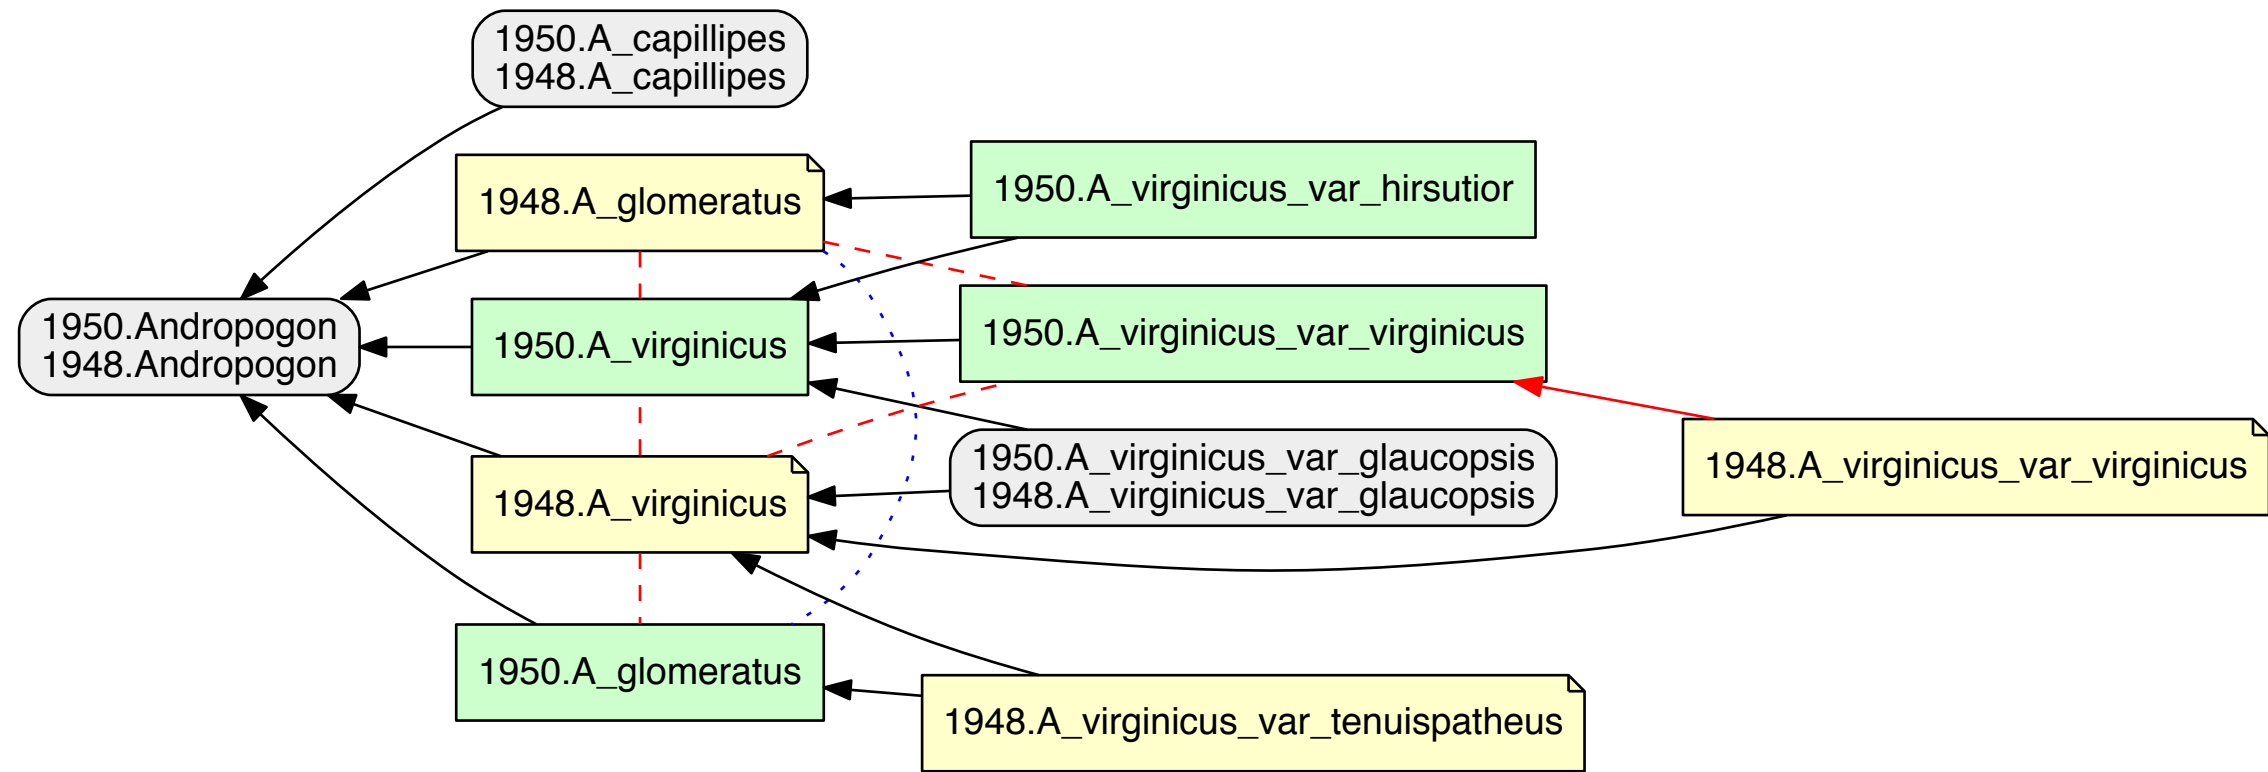 1950.A_capillipes
1948.A_capillipes
1948.A_glomeratus
1950.A_virginicus_var_hirsutior
1950.Andropogon
1948.Andropogon
1950.A_virginicus
1950.A_virginicus_var_virginicus
1948.A_virginicus
1950.A_virginicus_var_glaucopsis
1948.A_virginicus_var_glaucopsis
1948.A_virginicus_var_virginicus
1950.A_glomeratus
1948.A_virginicus_var_tenuispatheus